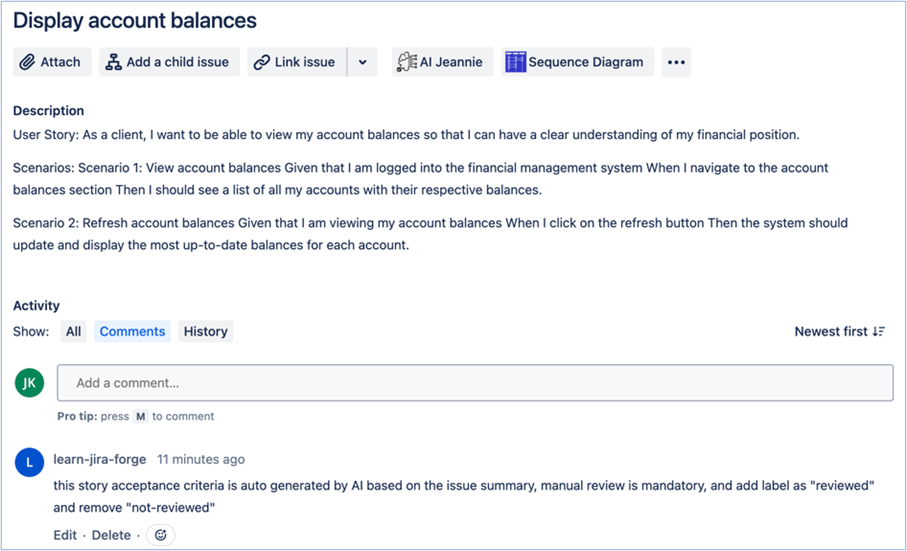 Display account balances
Attach Add a child issue Link issue AI Jeannie Sequence Diagram
Description
User Story: As a client, I want to be able to view my account balances so that I can have a clear understanding of my financial position.
Scenarios: Scenario 1: View account balances Given that I am logged into the financial management system When I navigate to the account
balances section Then I should see a list of all my accounts with their respective balances.
Scenario 2: Refresh account balances Given that I am viewing my account balances When I click on the refresh button Then the system should
update and display the most up-to-date balances for each account.
Activity
Show: All Comments History Newest first
JK Add a comment...
Pro tip: press M to comment
L learn-jira-forge 11 minutes ago
this story acceptance criteria is auto generated by AI based on the issue summary, manual review is mandatory, and add label as "reviewed"
and remove "not-reviewed"
Edit · Delete ·